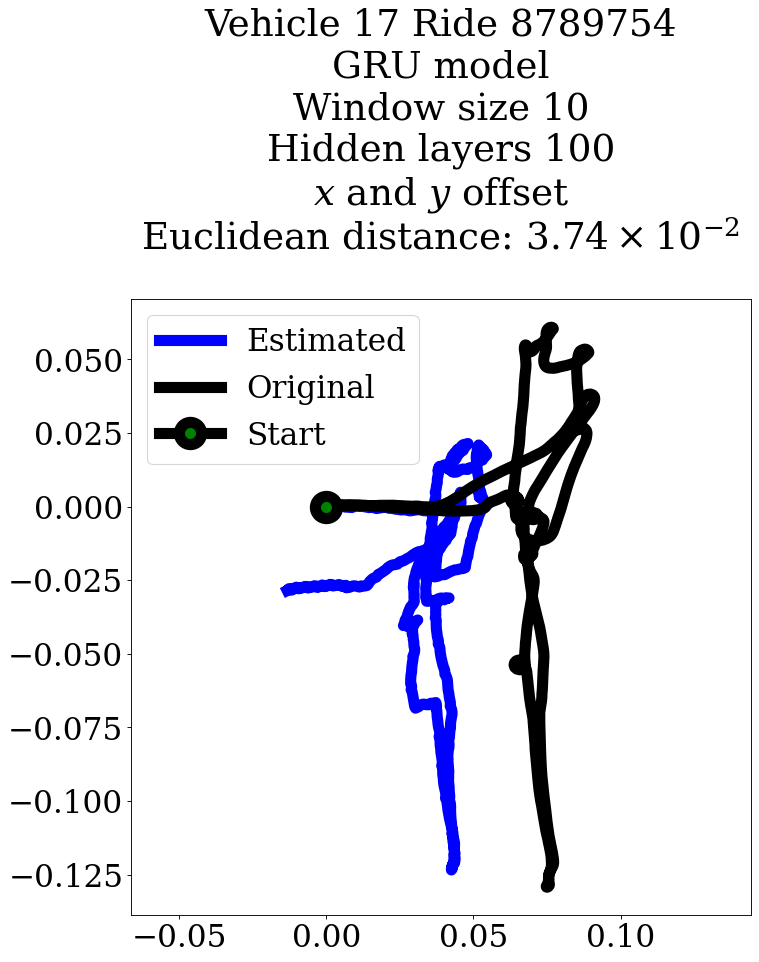 Vehicle 17 Ride 8789754
GRU model
Window size 10
Hidden layers 100
x and y offset
Euclidean distance: 3.74 × 10⁻²
Estimated
Original
Start
0.050
0.025
0.000
−0.025
−0.050
−0.075
−0.100
−0.125
−0.05 0.00 0.05 0.10